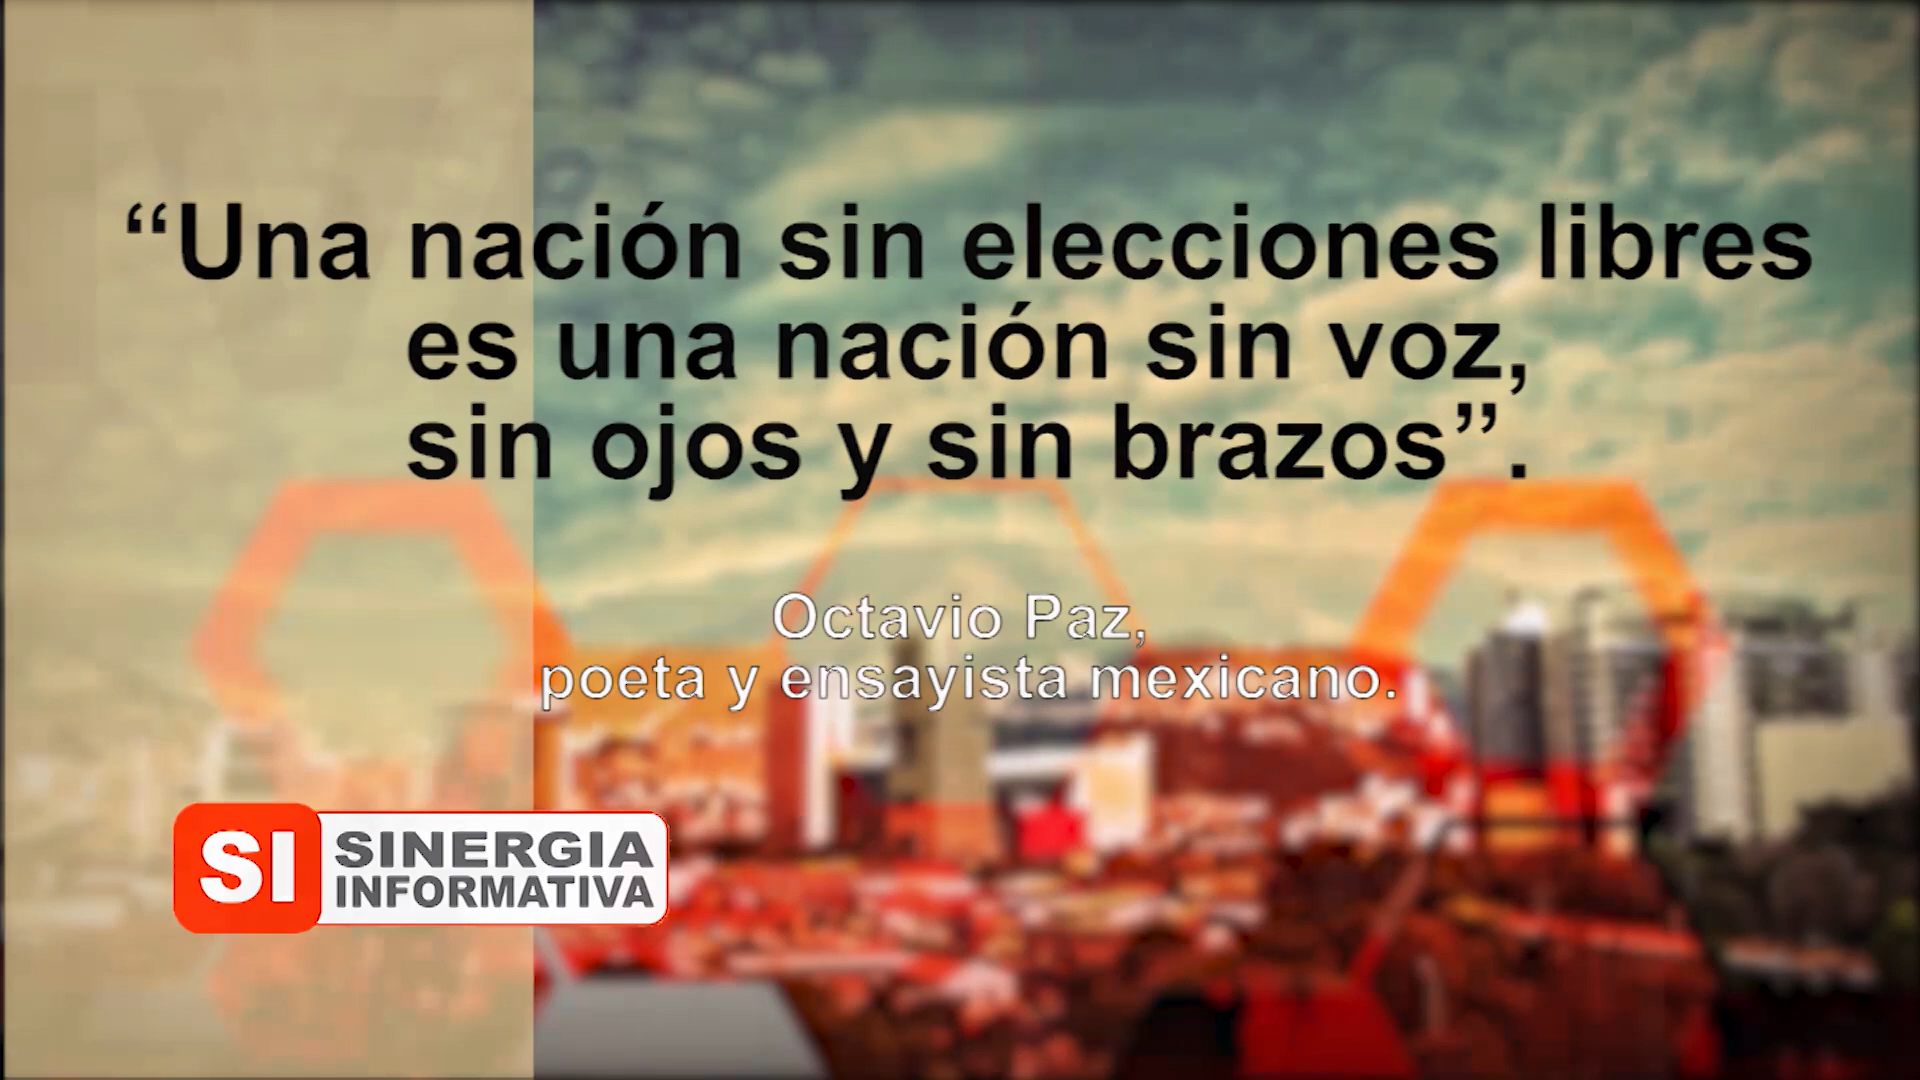 “Una nación sin elecciones libres
es una nación sin voz,
sin ojos y sin brazos”.
Octavio Paz,
poeta y ensayista mexicano.
SI SINERGIA
INFORMATIVA